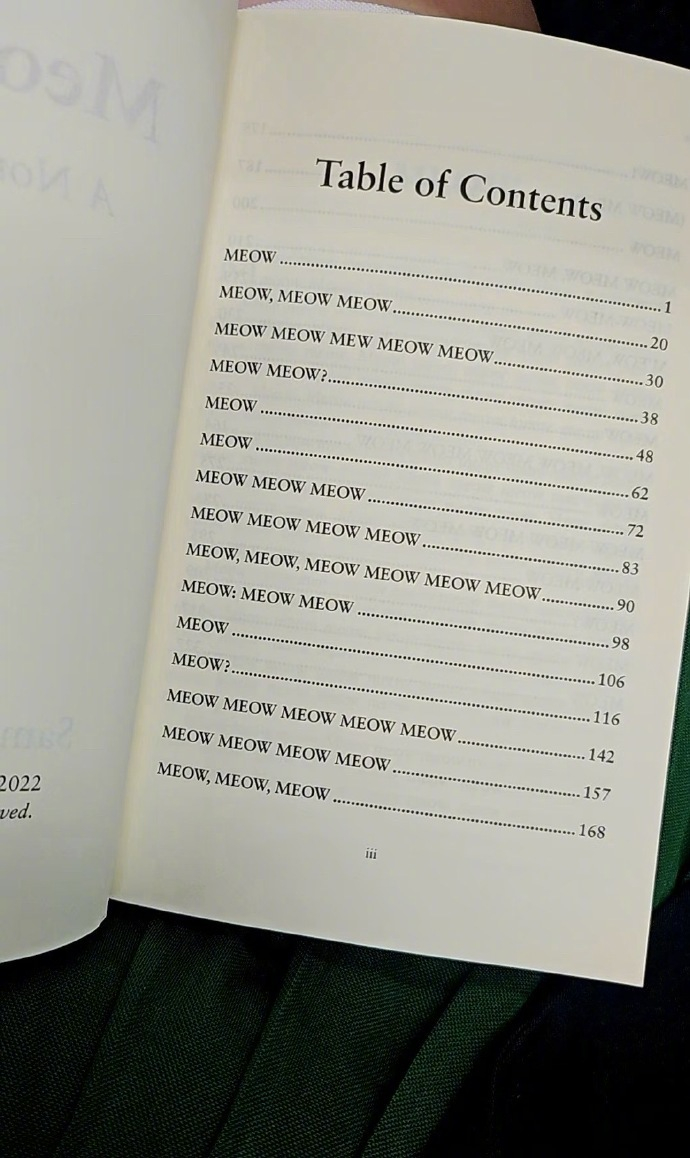 Table of Contents
MEOW....................1
MEOW, MEOW MEOW....................20
MEOW MEOW MEW MEOW MEOW....................30
MEOW MEOW?....................38
MEOW....................48
MEOW....................62
MEOW MEOW MEOW....................72
MEOW MEOW MEOW MEOW....................83
MEOW, MEOW, MEOW MEOW MEOW MEOW....................90
MEOW: MEOW MEOW....................98
MEOW....................106
MEOW?....................116
MEOW MEOW MEOW MEOW MEOW....................142
MEOW MEOW MEOW MEOW....................157
MEOW, MEOW, MEOW....................168
iii
2022
ved.